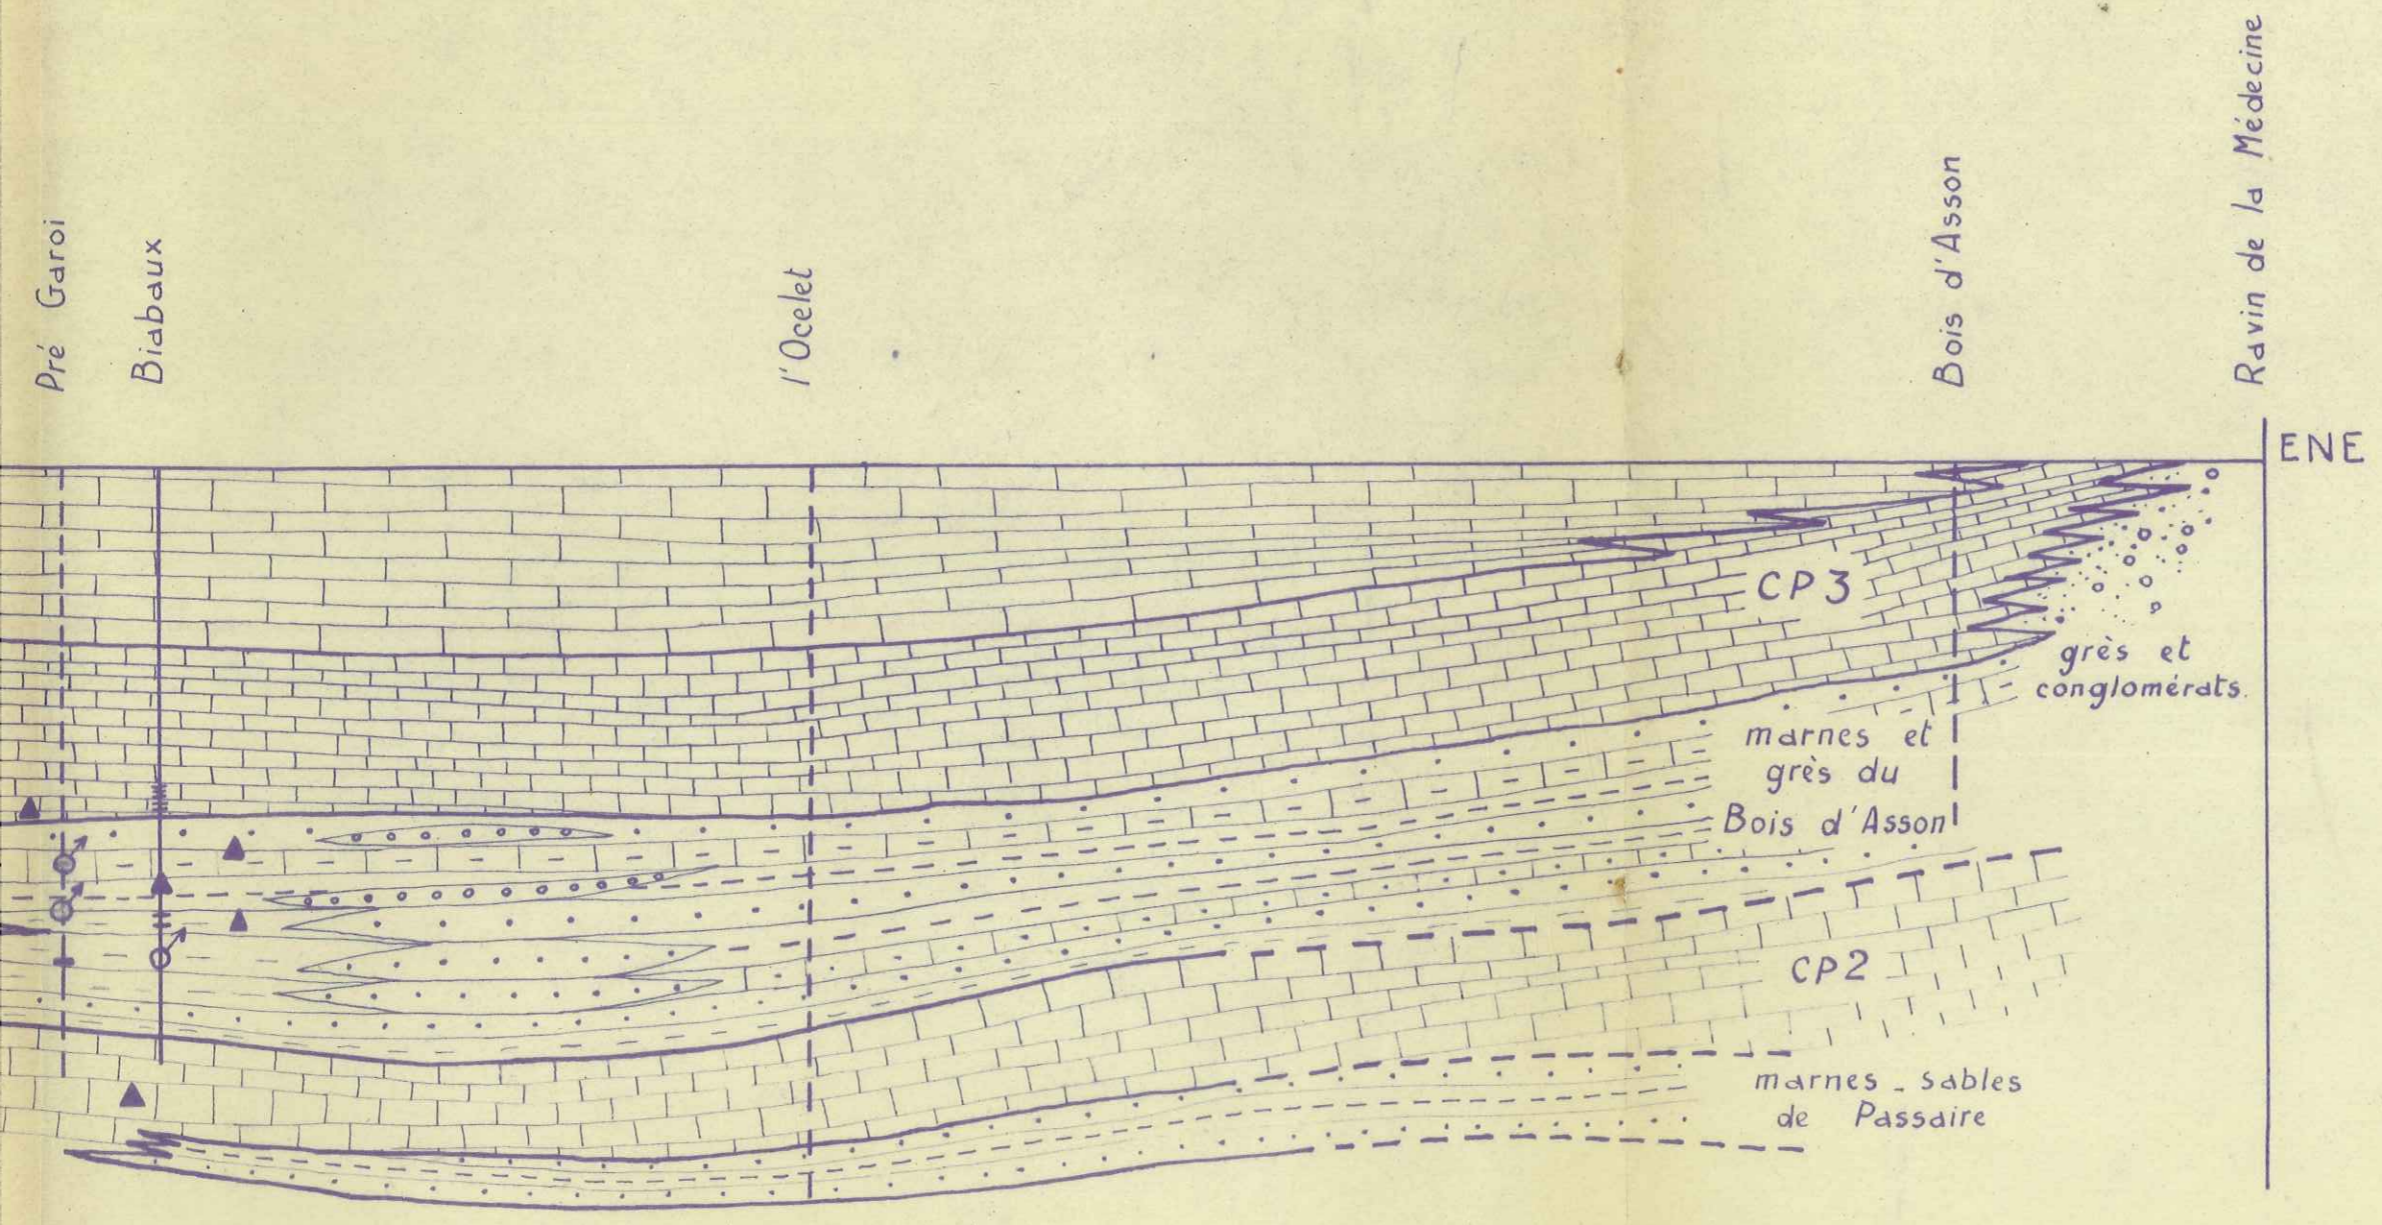 Pré Garoi
Biabaux
l'Ocelet
Bois d'Asson
Ravin de la Médecine
ENE
CP3
grès et
conglomérats.
marnes et
grès du
Bois d'Asson
CP2
marnes - sables
de Passaire